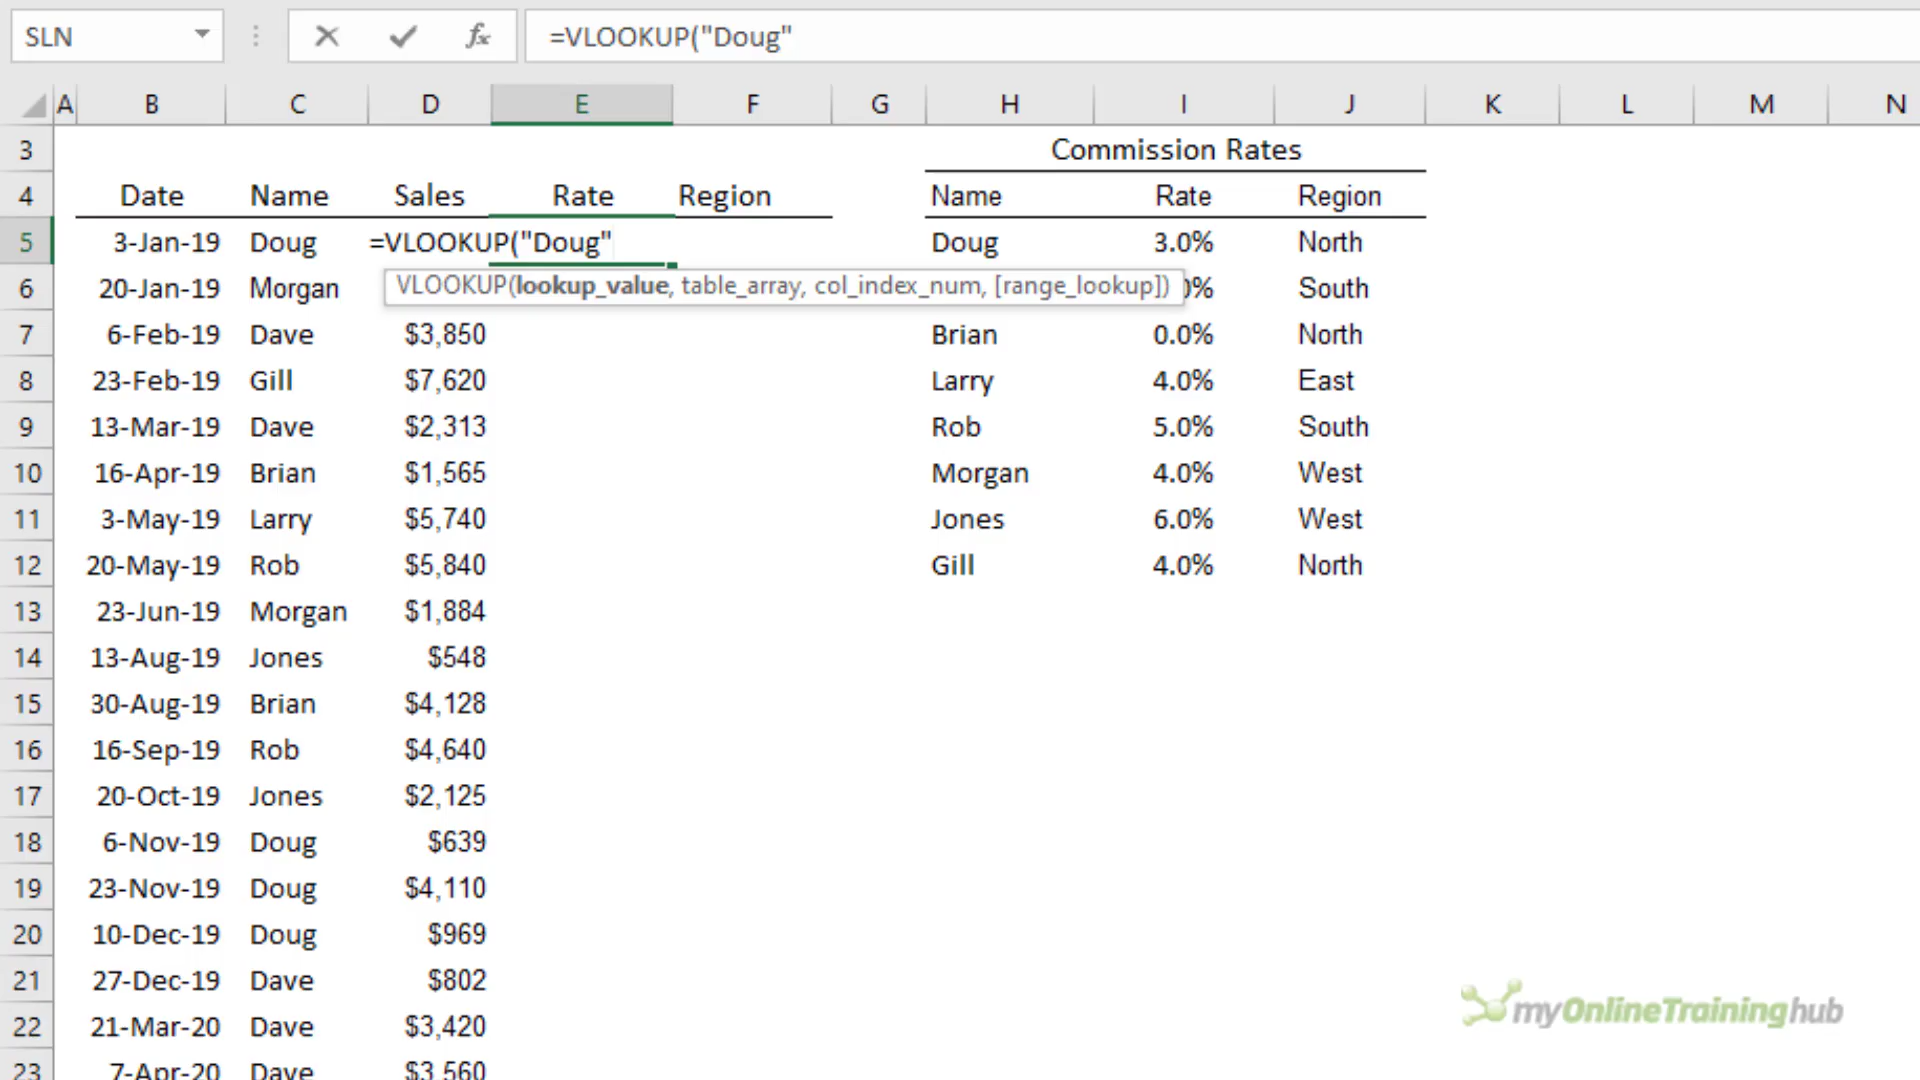 SLN fx =VLOOKUP("Doug"
A B C D E F G H I J K L M N
3 Commission Rates
4 Date Name Sales Rate Region Name Rate Region
5 3-Jan-19 Doug =VLOOKUP("Doug" Doug 3.0% North
6 20-Jan-19 Morgan VLOOKUP(lookup_value, table_array, col_index_num, [range_lookup]) 0% South
7 6-Feb-19 Dave $3,850 Brian 0.0% North
8 23-Feb-19 Gill $7,620 Larry 4.0% East
9 13-Mar-19 Dave $2,313 Rob 5.0% South
10 16-Apr-19 Brian $1,565 Morgan 4.0% West
11 3-May-19 Larry $5,740 Jones 6.0% West
12 20-May-19 Rob $5,840 Gill 4.0% North
13 23-Jun-19 Morgan $1,884
14 13-Aug-19 Jones $548
15 30-Aug-19 Brian $4,128
16 16-Sep-19 Rob $4,640
17 20-Oct-19 Jones $2,125
18 6-Nov-19 Doug $639
19 23-Nov-19 Doug $4,110
20 10-Dec-19 Doug $969
21 27-Dec-19 Dave $802
22 21-Mar-20 Dave $3,420
23 7-Apr-20 Dave $3,560
myOnlineTraininghub